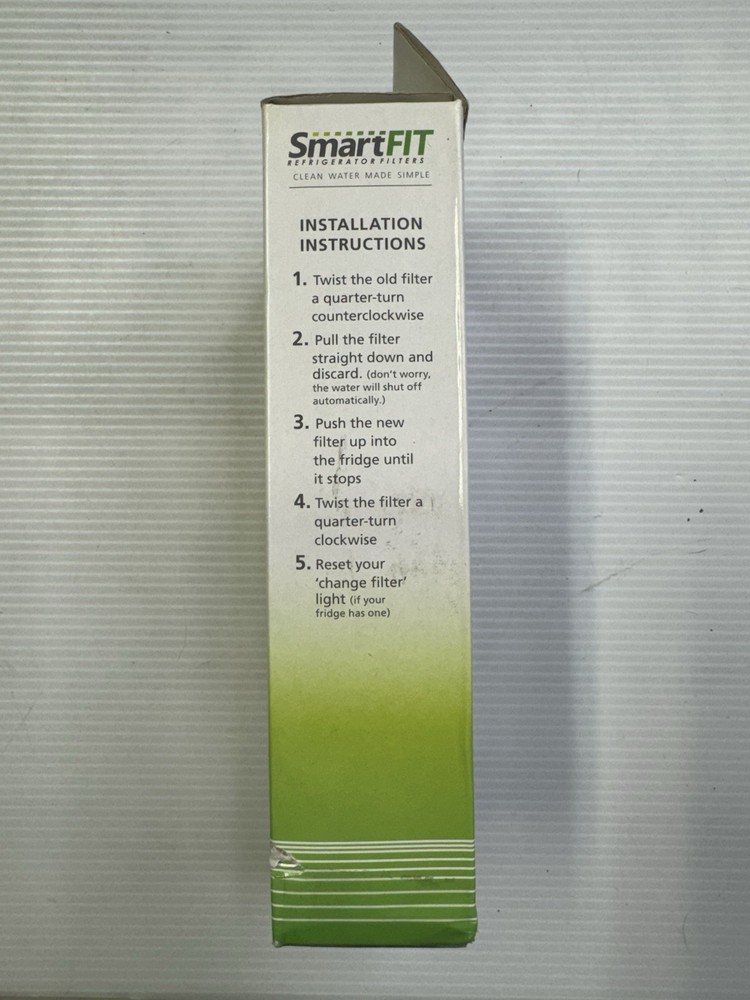 SmartFIT
REFRIGERATOR FILTERS
CLEAN WATER MADE SIMPLE
INSTALLATION
INSTRUCTIONS
1. Twist the old filter
a quarter-turn
counterclockwise
2. Pull the filter
straight down and
discard. (don't worry,
the water will shut off
automatically.)
3. Push the new
filter up into
the fridge until
it stops
4. Twist the filter a
quarter-turn
clockwise
5. Reset your
'change filter'
light (if your
fridge has one)